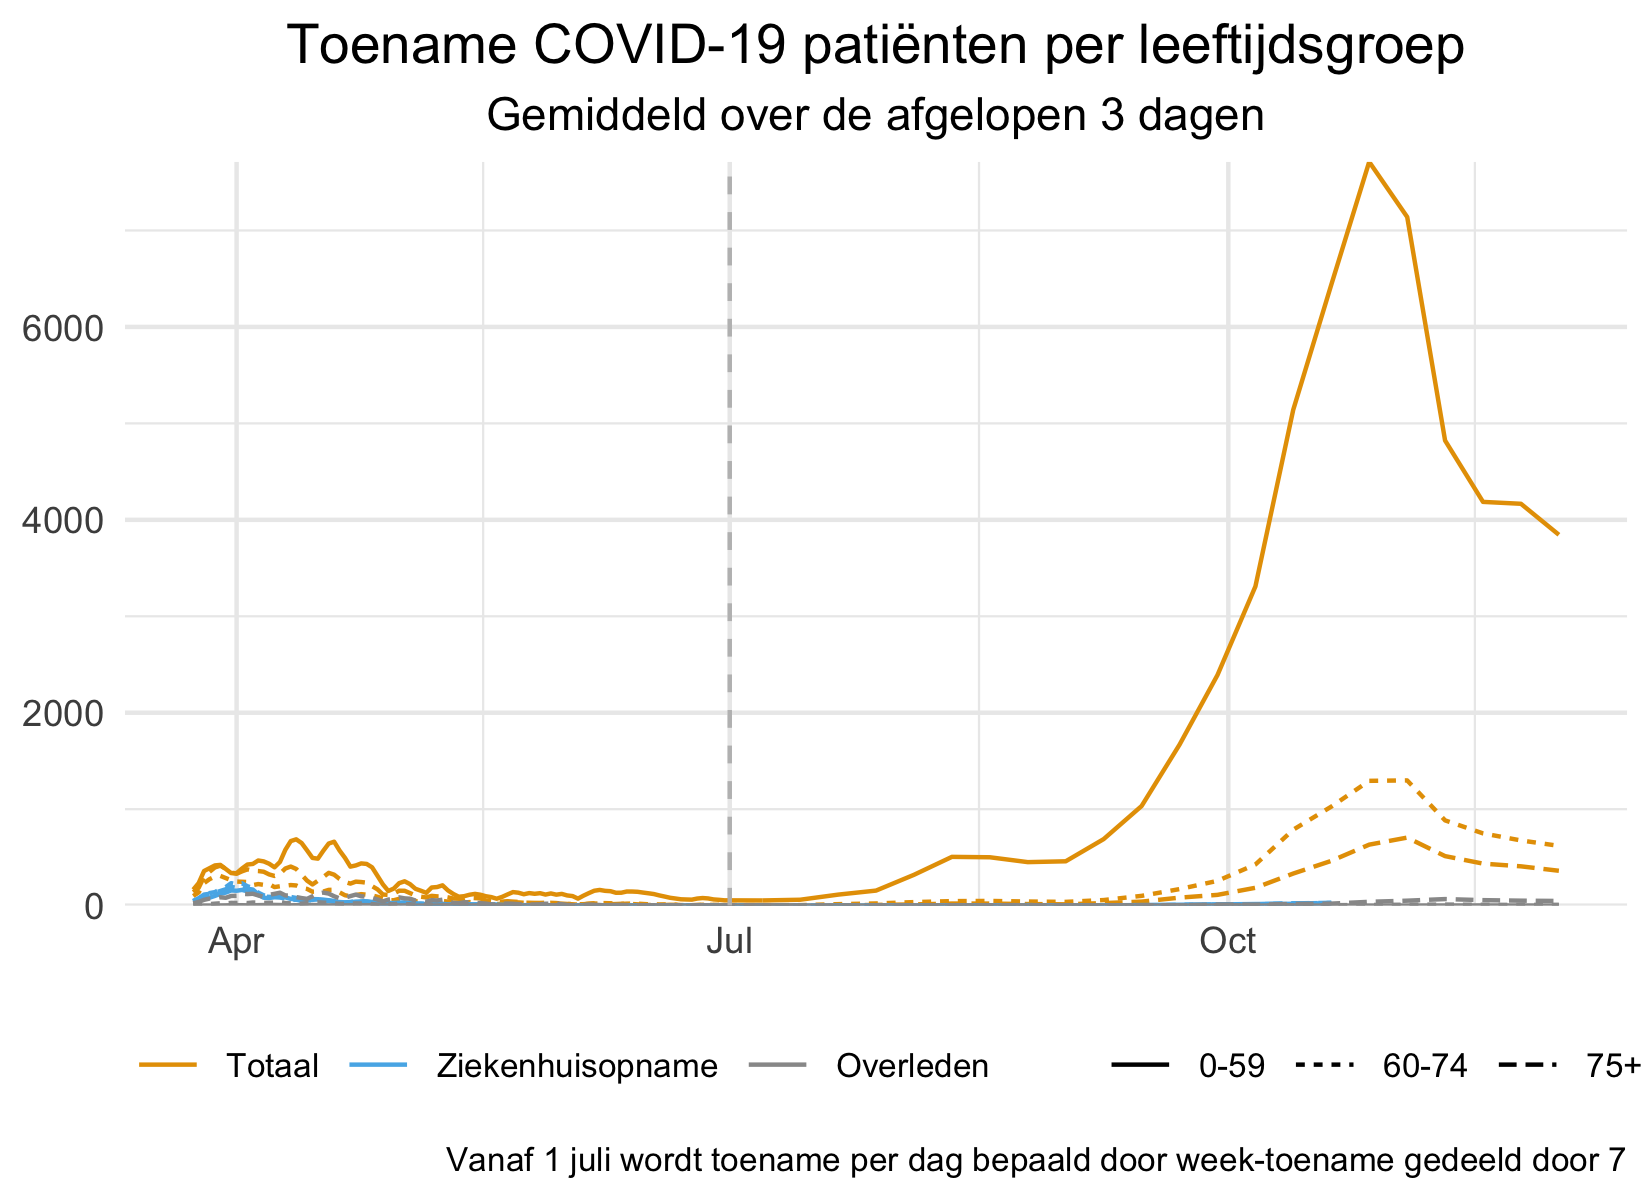 Toename COVID-19 patiënten per leeftijdsgroep
Gemiddeld over de afgelopen 3 dagen
6000
4000
2000
0
Apr Jul Oct
Totaal Ziekenhuisopname Overleden 0-59 60-74 75+
Vanaf 1 juli wordt toename per dag bepaald door week-toename gedeeld door 7